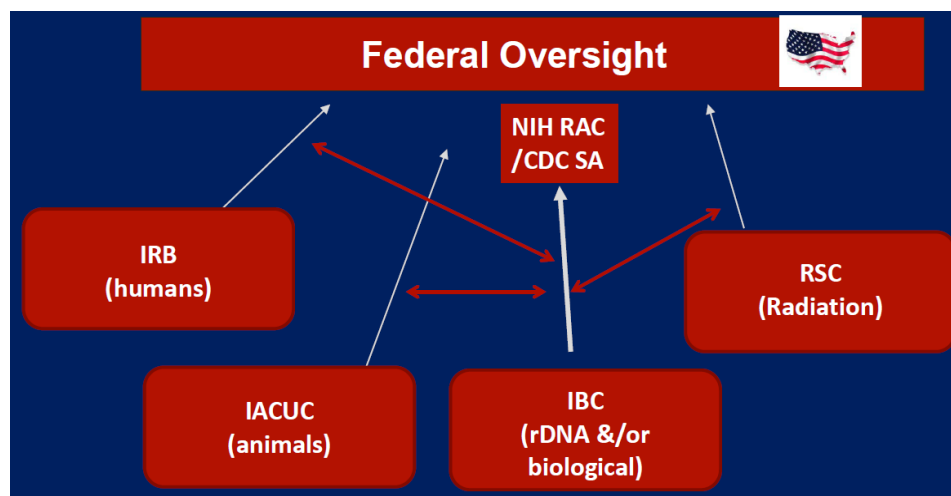 Federal Oversight
NIH RAC
/CDC SA
IRB
(humans)
RSC
(Radiation)
IACUC
(animals)
IBC
(rDNA &/or
biological)